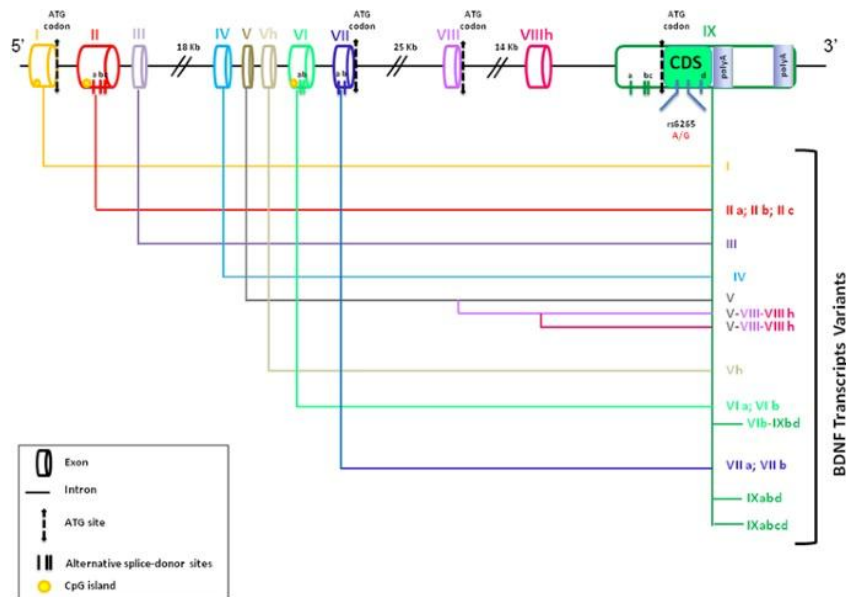 ATG codon
ATG codon
ATG codon
ATG codon
I
II
III
IV
V
Vh
VI
VII
VIII
VIIIh
IX
5’
3’
18 Kb
25 Kb
14 Kb
a bc
ab
a b
a
bc
CDS
d
polyA
polyA
rs6265
A/G
I
II a; II b; II c
III
IV
V
V-VIII-VIII h
V-VIII-VIII h
Vh
VI a; VI b
VIb-IXbd
VII a; VII b
IXabd
IXabcd
BDNF Transcripts Variants
Exon
Intron
ATG site
Alternative splice-donor sites
CpG island